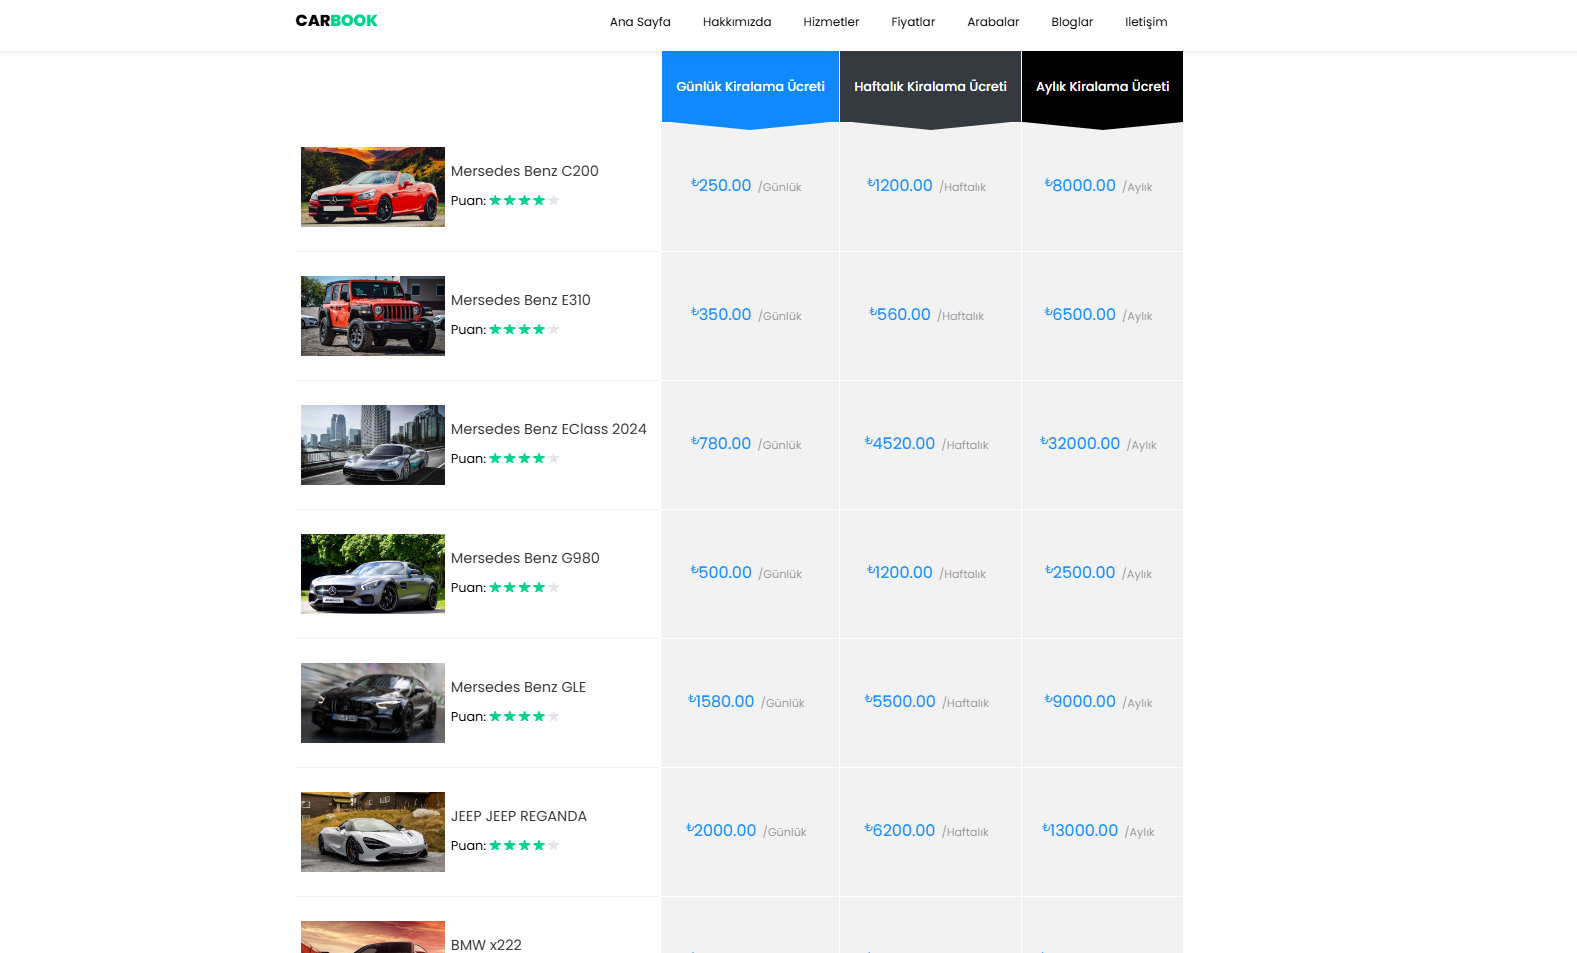 CARBOOK
Ana Sayfa Hakkımızda Hizmetler Fiyatlar Arabalar Bloglar Iletişim
Günlük Kiralama Ücreti Haftalık Kiralama Ücreti Aylık Kiralama Ücreti
Mersedes Benz C200
₺250.00 /Günlük ₺1200.00 /Haftalık ₺8000.00 /Aylık
Puan:
Mersedes Benz E310
₺350.00 /Günlük ₺560.00 /Haftalık ₺6500.00 /Aylık
Puan:
Mersedes Benz EClass 2024
₺780.00 /Günlük ₺4520.00 /Haftalık ₺32000.00 /Aylık
Puan:
Mersedes Benz G980
₺500.00 /Günlük ₺1200.00 /Haftalık ₺2500.00 /Aylık
Puan:
Mersedes Benz GLE
₺1580.00 /Günlük ₺5500.00 /Haftalık ₺9000.00 /Aylık
Puan:
JEEP JEEP REGANDA
₺2000.00 /Günlük ₺6200.00 /Haftalık ₺13000.00 /Aylık
Puan:
BMW x222